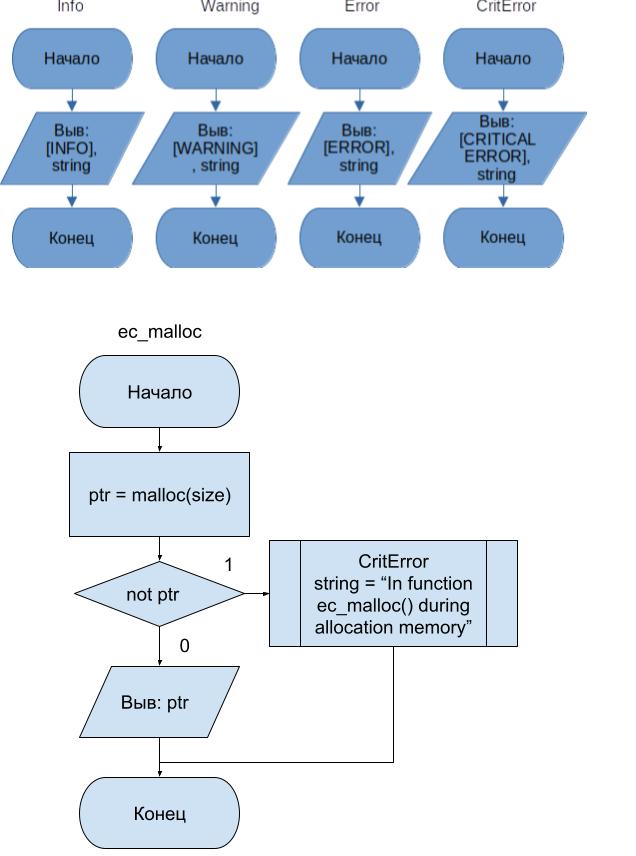 Info
Warning
Error
CritError
Начало
Начало
Начало
Начало
Выв:
[INFO],
string
Выв:
[WARNING]
, string
Выв:
[ERROR],
string
Выв:
[CRITICAL
ERROR],
string
Конец
Конец
Конец
Конец
ec_malloc
Начало
ptr = malloc(size)
not ptr
1
CritError
string = “In function
ec_malloc() during
allocation memory”
0
Выв: ptr
Конец